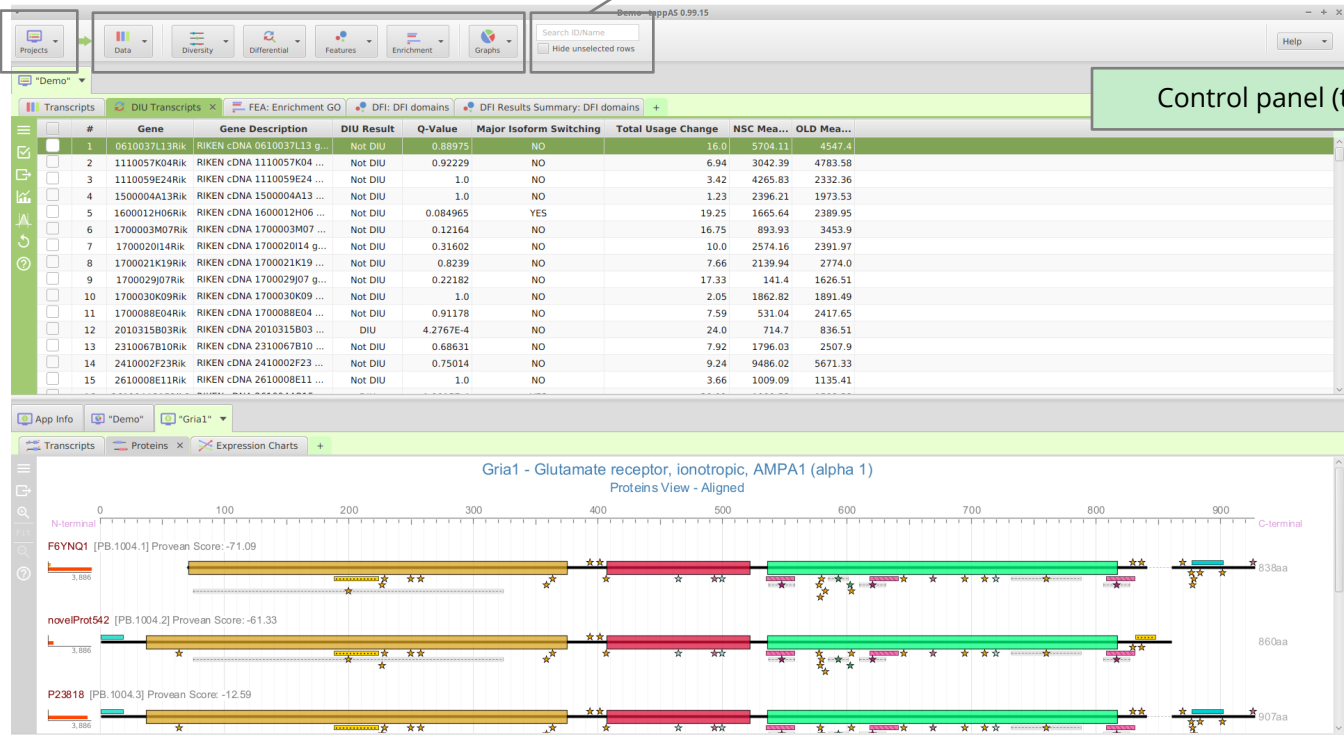 Demo - tappAS 0.99.15
Projects Data Diversity Differential Features Enrichment Graphs Search ID/Name Hide unselected rows Help
"Demo"
Control panel (t
Transcripts DIU Transcripts × FEA: Enrichment GO DFI: DFI domains DFI Results Summary: DFI domains +
# Gene Gene Description DIU Result Q-Value Major Isoform Switching Total Usage Change NSC Mea... OLD Mea...
1 0610037L13Rik RIKEN cDNA 0610037L13 g... Not DIU 0.88975 NO 16.0 5704.11 4547.4
2 1110057K04Rik RIKEN cDNA 1110057K04 ... Not DIU 0.92229 NO 6.94 3042.39 4783.58
3 1110059E24Rik RIKEN cDNA 1110059E24 ... Not DIU 1.0 NO 3.42 4265.83 2332.36
4 1500004A13Rik RIKEN cDNA 1500004A13 ... Not DIU 1.0 NO 1.23 2396.21 1973.53
5 1600012H06Rik RIKEN cDNA 1600012H06 ... Not DIU 0.084965 YES 19.25 1665.64 2389.95
6 1700003M07Rik RIKEN cDNA 1700003M07 ... Not DIU 0.12164 NO 16.75 893.93 3453.9
7 1700020I14Rik RIKEN cDNA 1700020I14 g... Not DIU 0.31602 NO 10.0 2574.16 2391.97
8 1700021K19Rik RIKEN cDNA 1700021K19 ... Not DIU 0.8239 NO 7.66 2139.94 2774.0
9 1700029J07Rik RIKEN cDNA 1700029J07 g... Not DIU 0.22182 NO 17.33 141.4 1626.51
10 1700030K09Rik RIKEN cDNA 1700030K09 ... Not DIU 1.0 NO 2.05 1862.82 1891.49
11 1700088E04Rik RIKEN cDNA 1700088E04 ... Not DIU 0.91178 NO 7.59 531.04 2417.65
12 2010315B03Rik RIKEN cDNA 2010315B03 ... DIU 4.2767E-4 NO 24.0 714.7 836.51
13 2310067B10Rik RIKEN cDNA 2310067B10 ... Not DIU 0.68631 NO 7.92 1796.03 2507.9
14 2410002F23Rik RIKEN cDNA 2410002F23 ... Not DIU 0.75014 NO 9.24 9486.02 5671.33
15 2610008E11Rik RIKEN cDNA 2610008E11 ... Not DIU 1.0 NO 3.66 1009.09 1135.41
App Info "Demo" "Gria1"
Transcripts Proteins × Expression Charts +
Gria1 - Glutamate receptor, ionotropic, AMPA1 (alpha 1)
Proteins View - Aligned
0 100 200 300 400 500 600 700 800 900
N-terminal C-terminal
F6YNQ1 [PB.1004.1] Provean Score: -71.09
3,886 838aa
novelProt542 [PB.1004.2] Provean Score: -61.33
3,886 860aa
P23818 [PB.1004.3] Provean Score: -12.59
3,886 907aa